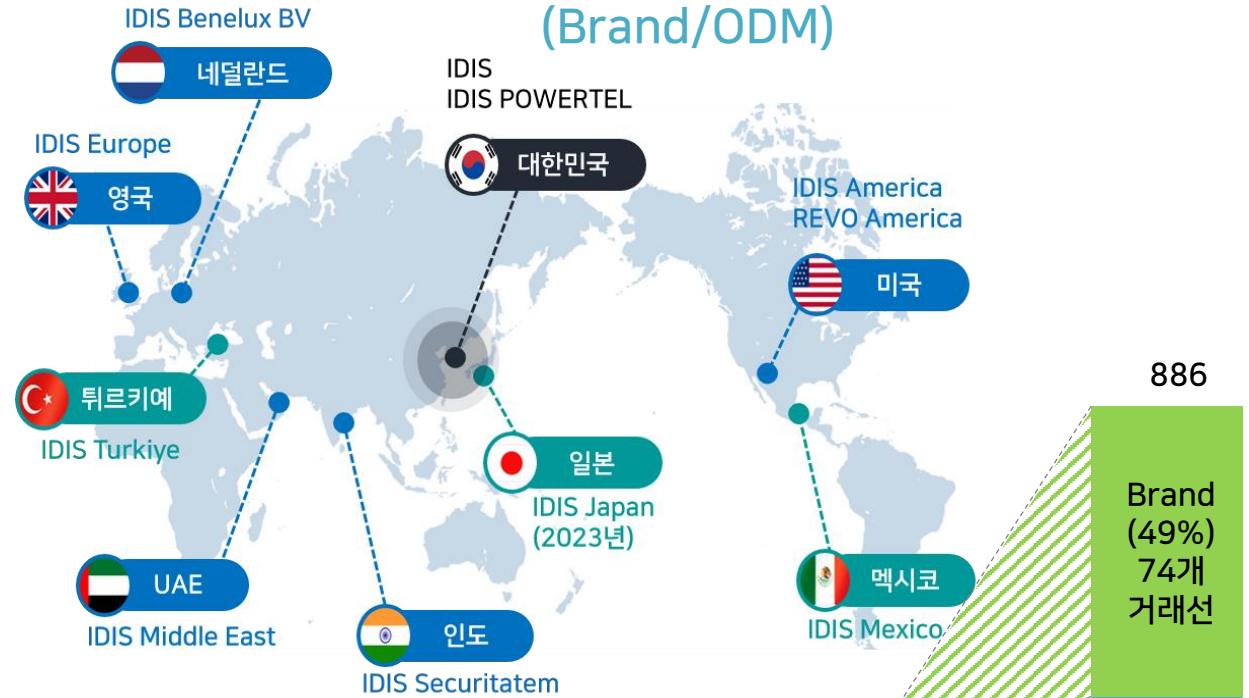 (Brand/ODM)
IDIS Benelux BV
네덜란드
IDIS
IDIS POWERTEL
대한민국
IDIS Europe
영국
IDIS America
REVO America
미국
886
튀르키예
IDIS Turkiye
일본
IDIS Japan
(2023년)
Brand
(49%)
74개
거래선
UAE
IDIS Middle East
멕시코
IDIS Mexico
인도
IDIS Securitatem